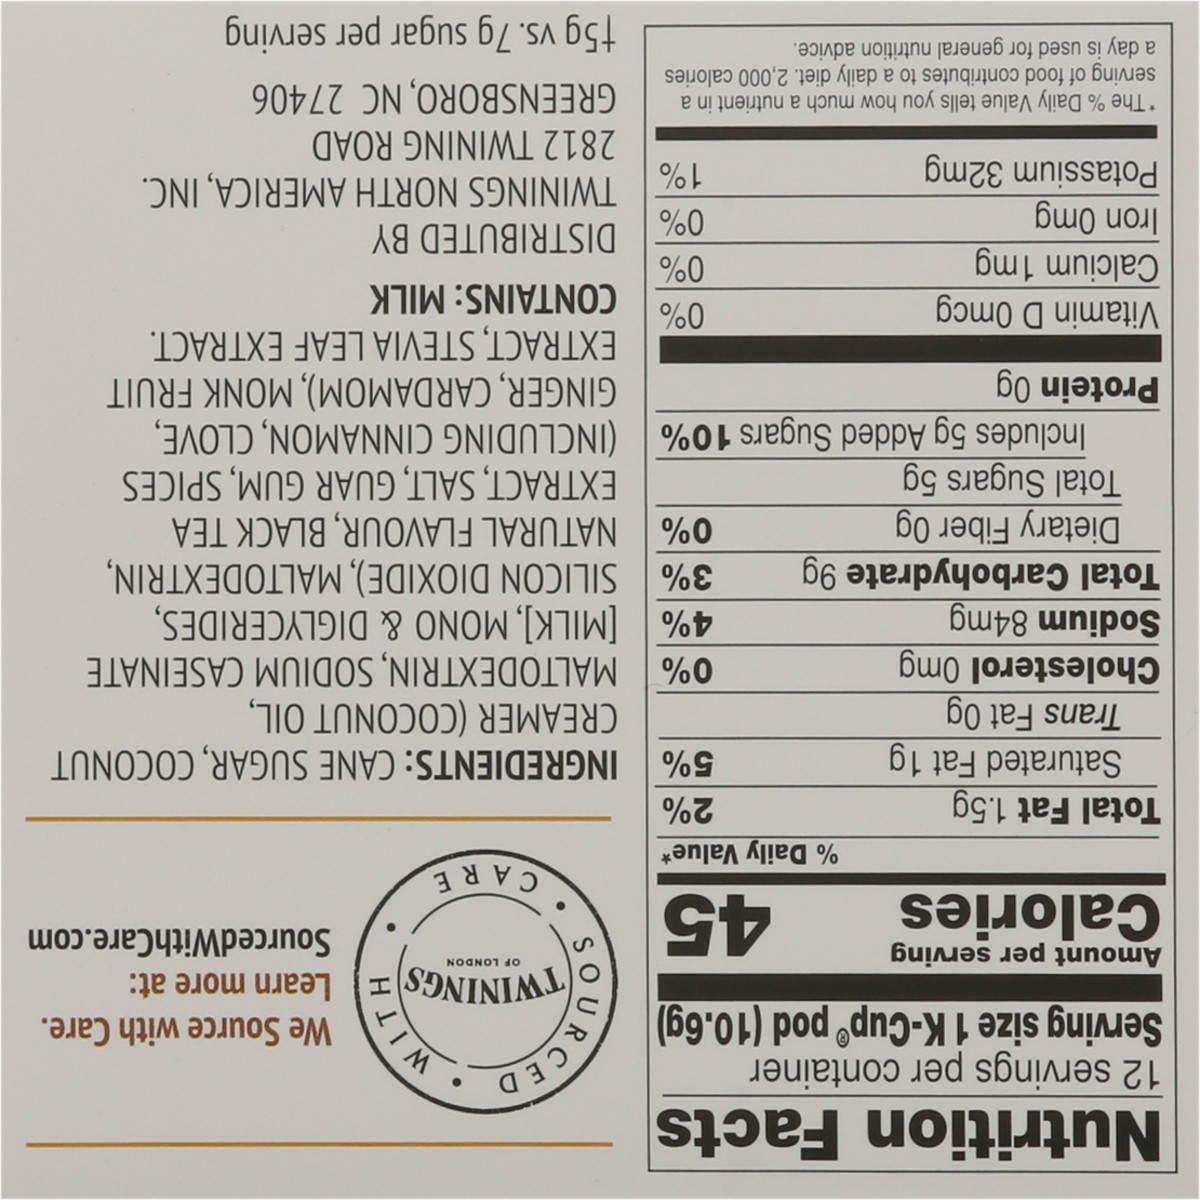 Nutrition Facts
12 servings per container
Serving size 1 K-Cup® pod (10.6g)
Amount per serving
Calories 45
% Daily Value*
Total Fat 1.5g 2%
Saturated Fat 1g 5%
Trans Fat 0g
Cholesterol 0mg 0%
Sodium 84mg 4%
Total Carbohydrate 9g 3%
Dietary Fiber 0g 0%
Total Sugars 5g
Includes 5g Added Sugars 10%
Protein 0g
Vitamin D 0mcg 0%
Calcium 1mg 0%
Iron 0mg 0%
Potassium 32mg 1%
*The % Daily Value tells you how much a nutrient in a
serving of food contributes to a daily diet. 2,000 calories
a day is used for general nutrition advice.
SOURCED • WITH • CARE •
TWININGS
OF LONDON
We Source with Care.
Learn more at:
SourcedWithCare.com
INGREDIENTS: CANE SUGAR, COCONUT
CREAMER (COCONUT OIL,
MALTODEXTRIN, SODIUM CASEINATE
[MILK], MONO & DIGLYCERIDES,
SILICON DIOXIDE), MALTODEXTRIN,
NATURAL FLAVOUR, BLACK TEA
EXTRACT, SALT, GUAR GUM, SPICES
(INCLUDING CINNAMON, CLOVE,
GINGER, CARDAMOM), MONK FRUIT
EXTRACT, STEVIA LEAF EXTRACT.
CONTAINS: MILK
DISTRIBUTED BY
TWININGS NORTH AMERICA, INC.
2812 TWINING ROAD
GREENSBORO, NC 27406
†5g vs. 7g sugar per serving